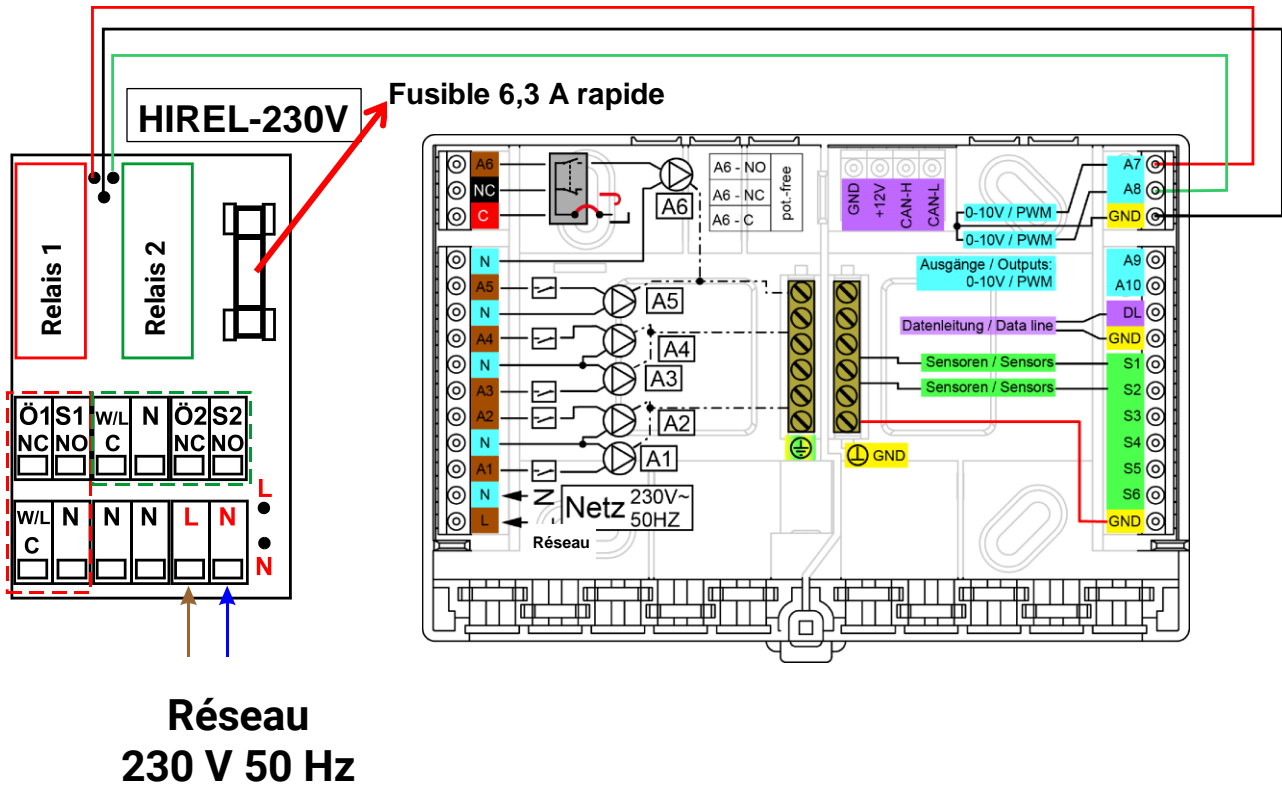 HIREL-230V
Fusible 6,3 A rapide
Relais 1
Relais 2
Ö1 S1 W/L N Ö2 S2
NC NO C NC NO
W/L N N N L N
C
L
N
Réseau
230 V 50 Hz
A6
NC
C
N
A5
N
A4
N
A3
A2
N
A1
N
L
A6
A5
A4
A3
A2
A1
A6 - NO
A6 - NC
A6 - C
pot.-free
N
Netz 230V~
50HZ
Réseau
GND
+12V
CAN-H
CAN-L
0-10V / PWM
0-10V / PWM
Ausgänge / Outputs:
0-10V / PWM
Datenleitung / Data line
Sensoren / Sensors
Sensoren / Sensors
GND
A7
A8
GND
A9
A10
DL
GND
S1
S2
S3
S4
S5
S6
GND